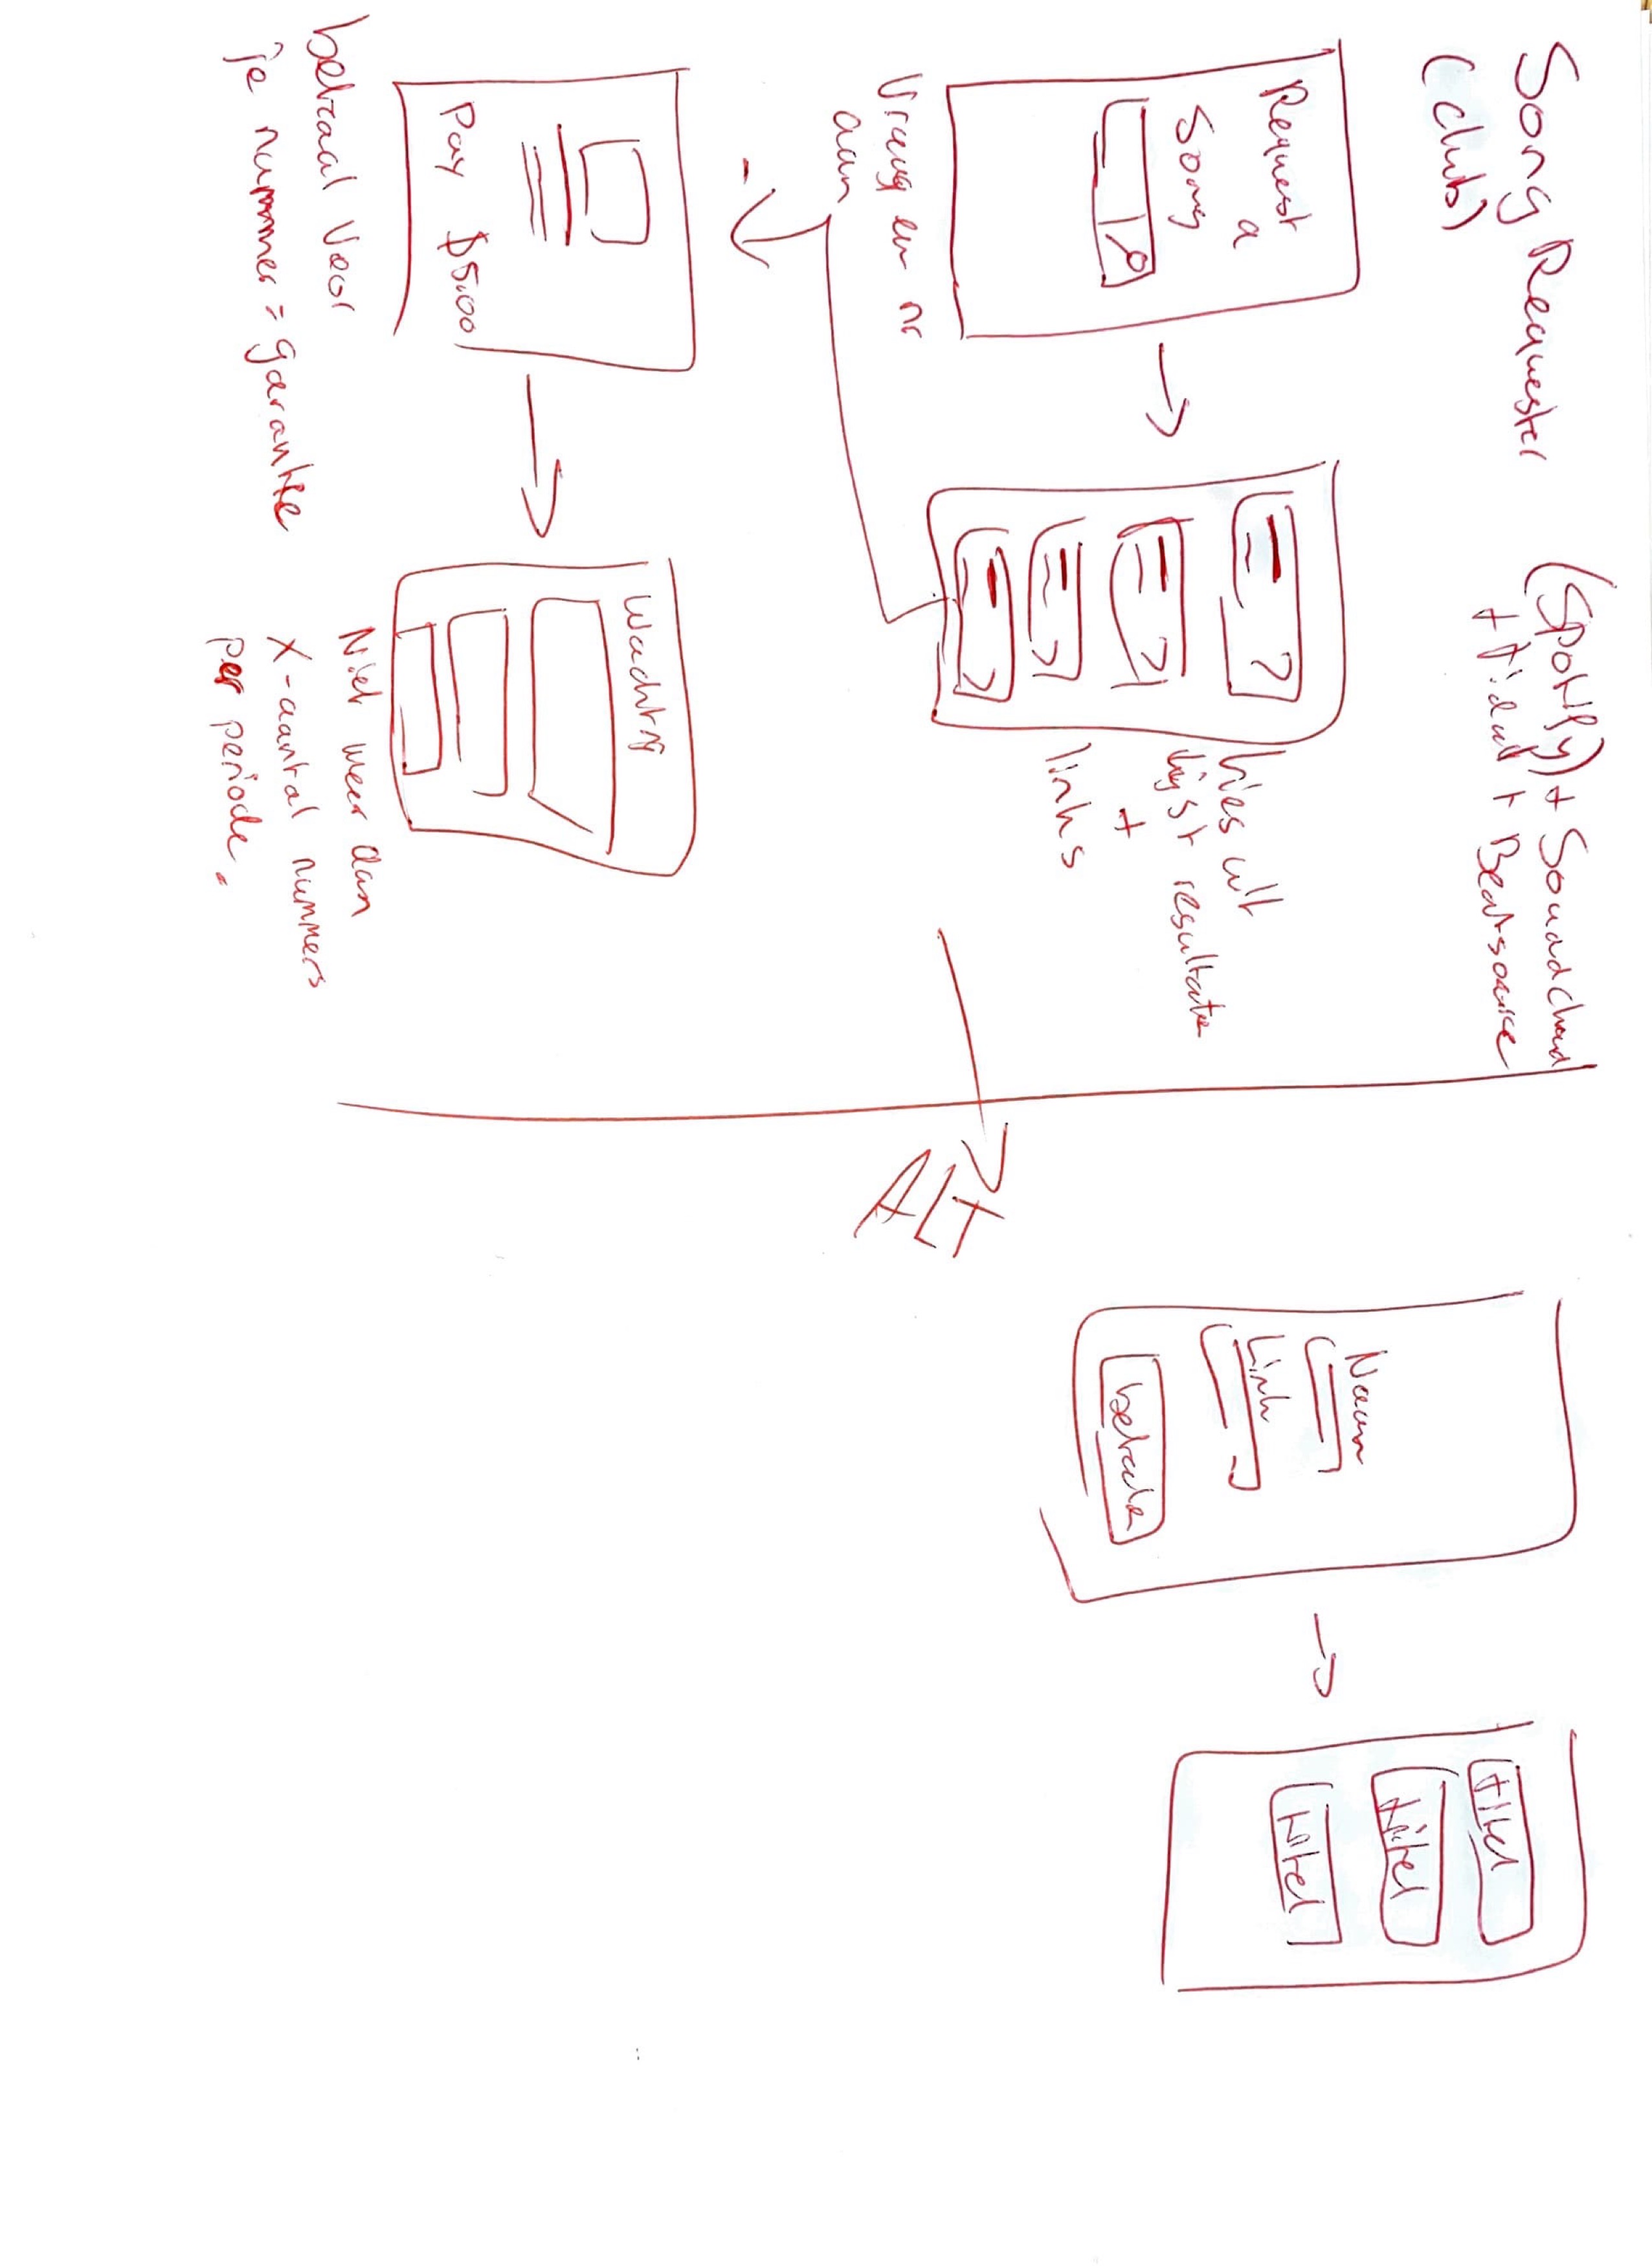 Song Requester
(club)
(Spotify) + Soundcloud
+ Tidal + Beatsource
Request
a
Song
Vraag een nr
aan
kies uit
lijst resultaten
+
links
Pay $5.00
betaal voor
je nummer = garantie
Wachtrij
Niet meer dan
X-aantal nummers
per periode.
ALT
Naam
Link
betaalen
titel
titel
titel